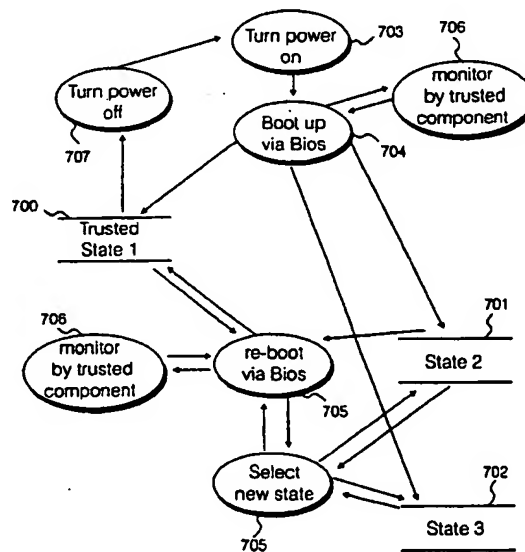 Turn power
on
703
706
monitor
by trusted
component
Turn power
off
707
Boot up
via Bios
704
700
Trusted
State 1
706
monitor
by trusted
component
re-boot
via Bios
705
701
State 2
Select
new state
705
702
State 3